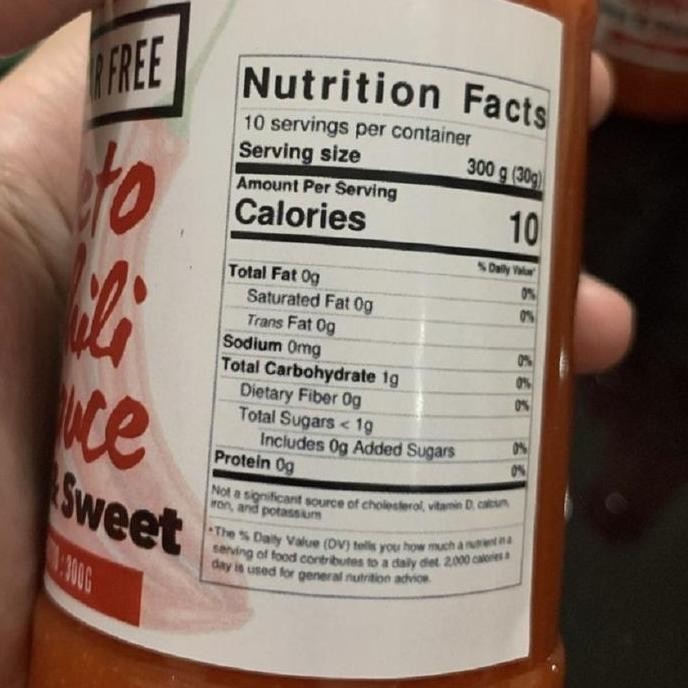 R FREE
eto
hili
auce
& Sweet
: 300G
Nutrition Facts
10 servings per container
Serving size 300 g (30g)
Amount Per Serving
Calories 10
% Daily Value*
Total Fat 0g 0%
Saturated Fat 0g 0%
Trans Fat 0g
Sodium 0mg 0%
Total Carbohydrate 1g 0%
Dietary Fiber 0g 0%
Total Sugars < 1g
Includes 0g Added Sugars 0%
Protein 0g 0%
Not a significant source of cholesterol, vitamin D, calcium,
iron, and potassium
*The % Daily Value (DV) tells you how much a nutrient in a
serving of food contributes to a daily diet. 2,000 calories a
day is used for general nutrition advice.